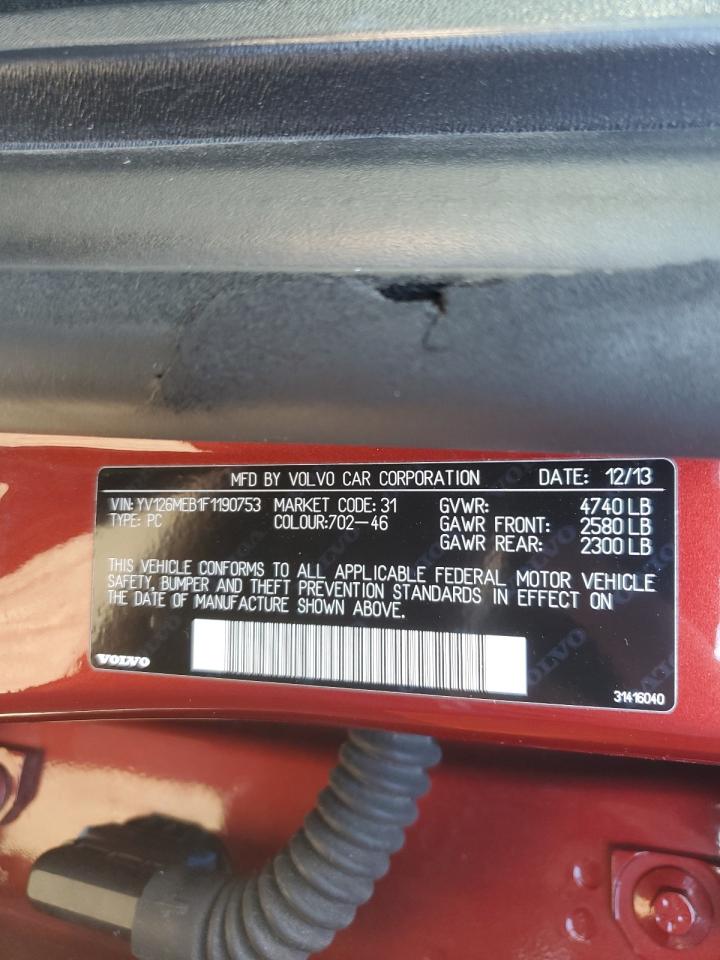 MFD BY VOLVO CAR CORPORATION DATE: 12/13
VIN: YV126MEB1F1190753 MARKET CODE: 31 GVWR: 4740 LB
TYPE: PC COLOUR:702-46 GAWR FRONT: 2580 LB
GAWR REAR: 2300 LB
THIS VEHICLE CONFORMS TO ALL APPLICABLE FEDERAL MOTOR VEHICLE
SAFETY, BUMPER AND THEFT PREVENTION STANDARDS IN EFFECT ON
THE DATE OF MANUFACTURE SHOWN ABOVE.
VOLVO
31416040